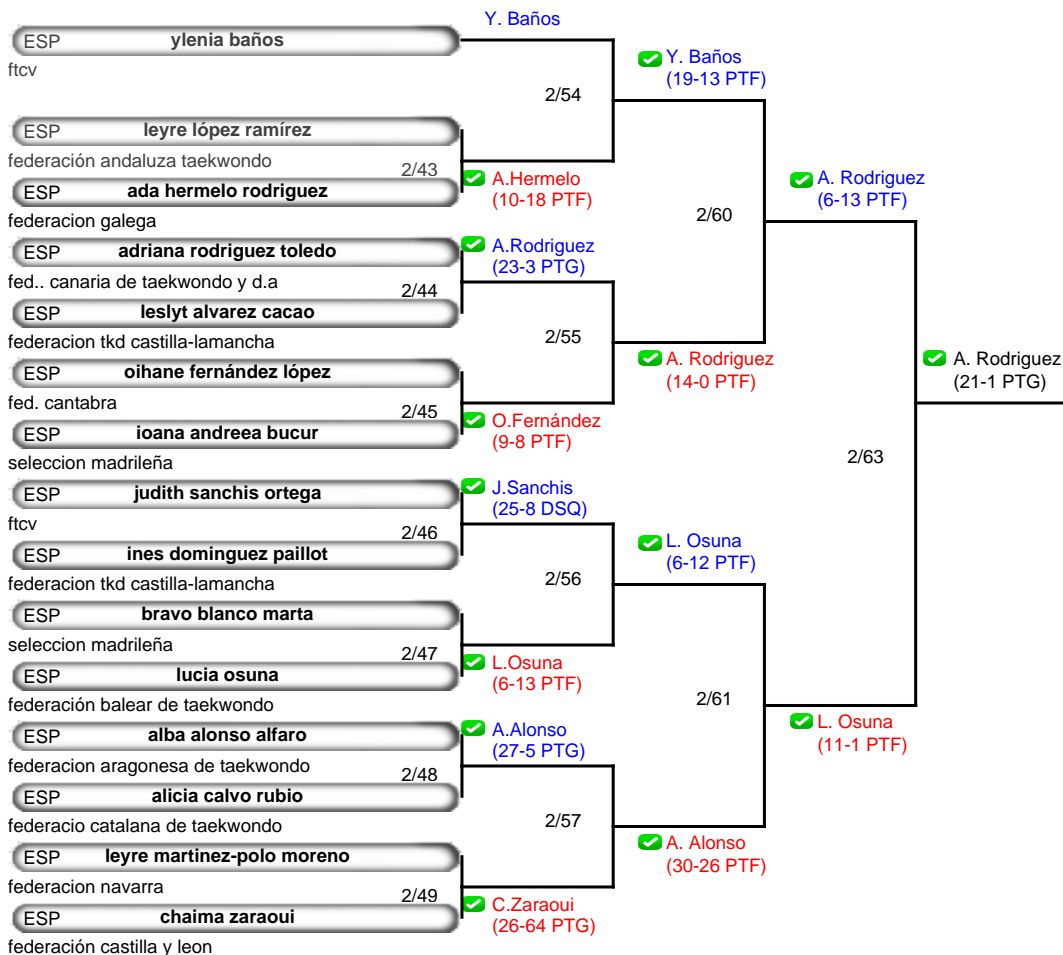 ESP ylenia baños
ftcv
ESP leyre lópez ramírez
federación andaluza taekwondo
2/43
ESP ada hermelo rodriguez
federacion galega
ESP adriana rodriguez toledo
fed.. canaria de taekwondo y d.a
2/44
ESP leslyt alvarez cacao
federacion tkd castilla-lamancha
ESP oihane fernández lópez
fed. cantabra
2/45
ESP ioana andreea bucur
seleccion madrileña
ESP judith sanchis ortega
ftcv
2/46
ESP ines dominguez paillot
federacion tkd castilla-lamancha
ESP bravo blanco marta
seleccion madrileña
2/47
ESP lucia osuna
federación balear de taekwondo
ESP alba alonso alfaro
federacion aragonesa de taekwondo
2/48
ESP alicia calvo rubio
federacio catalana de taekwondo
ESP leyre martinez-polo moreno
federacion navarra
2/49
ESP chaima zaraoui
federación castilla y leon
Y. Baños
2/54
A.Hermelo
(10-18 PTF)
A.Rodriguez
(23-3 PTG)
2/55
O.Fernández
(9-8 PTF)
J.Sanchis
(25-8 DSQ)
2/56
L.Osuna
(6-13 PTF)
A.Alonso
(27-5 PTG)
2/57
C.Zaraoui
(26-64 PTG)
Y. Baños
(19-13 PTF)
2/60
A. Rodriguez
(14-0 PTF)
L. Osuna
(6-12 PTF)
2/61
A. Alonso
(30-26 PTF)
A. Rodriguez
(6-13 PTF)
2/63
L. Osuna
(11-1 PTF)
A. Rodriguez
(21-1 PTG)